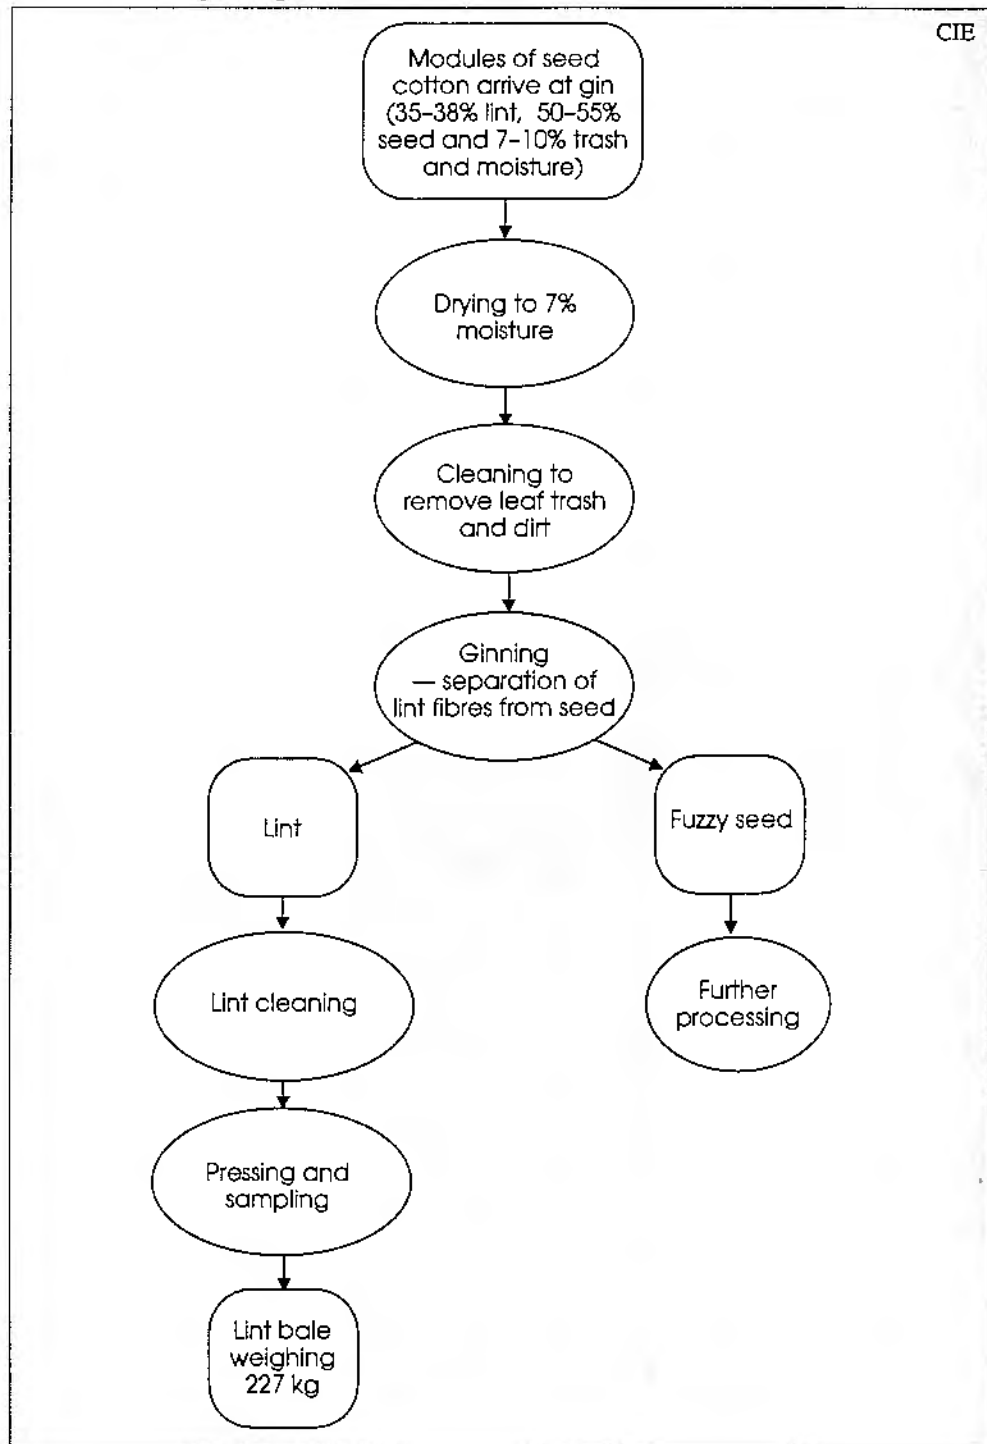 CIE
Modules of seed
cotton arrive at gin
(35–38% lint, 50–55%
seed and 7–10% trash
and moisture)
Drying to 7%
moisture
Cleaning to
remove leaf trash
and dirt
Ginning
— separation of
lint fibres from seed
Lint
Fuzzy seed
Lint cleaning
Further
processing
Pressing and
sampling
Lint bale
weighing
227 kg